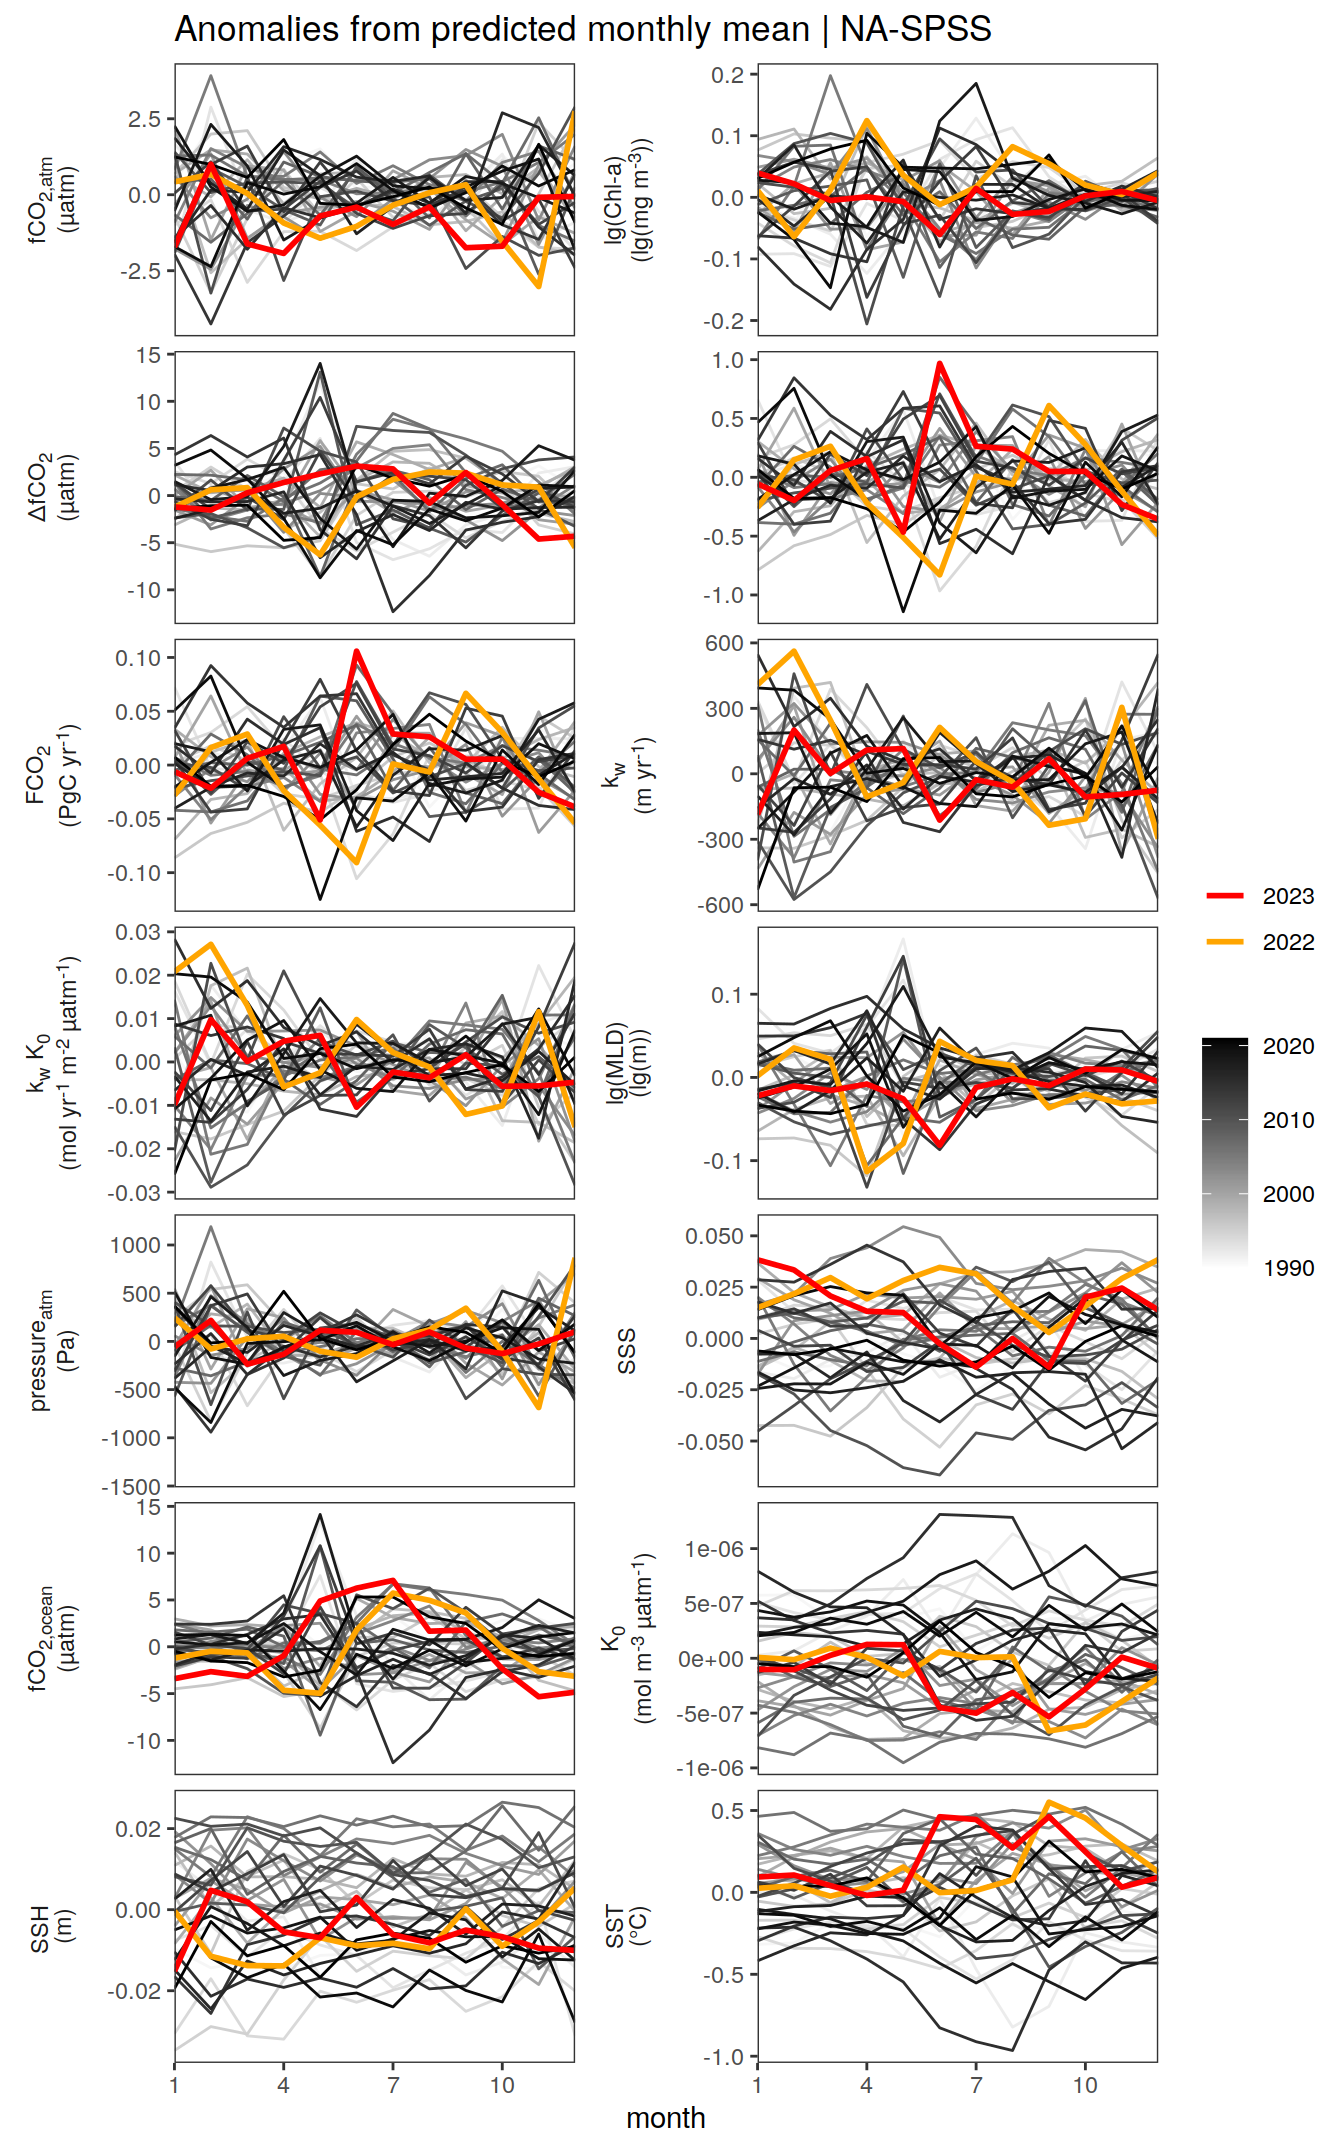 Anomalies from predicted monthly mean | NA-SPSS
fCO2,atm
(µatm)
2.5
0.0
-2.5
lg(Chl-a)
(lg(mg m-3))
0.2
0.1
0.0
-0.1
-0.2
ΔfCO2
(µatm)
15
10
5
0
-5
-10
1.0
0.5
0.0
-0.5
-1.0
FCO2
(PgC yr-1)
0.10
0.05
0.00
-0.05
-0.10
kw
(m yr-1)
600
300
0
-300
-600
2023
2022
kw K0
(mol yr-1 m-2 µatm-1)
0.03
0.02
0.01
0.00
-0.01
-0.02
-0.03
lg(MLD)
(lg(m))
0.1
0.0
-0.1
2020
2010
2000
1990
pressureatm
(Pa)
1000
500
0
-500
-1000
-1500
SSS
0.050
0.025
0.000
-0.025
-0.050
fCO2,ocean
(µatm)
15
10
5
0
-5
-10
K0
(mol m-3 µatm-1)
1e-06
5e-07
0e+00
-5e-07
-1e-06
SSH
(m)
0.02
0.00
-0.02
SST
(°C)
0.5
0.0
-0.5
-1.0
1 4 7 10
1 4 7 10
month